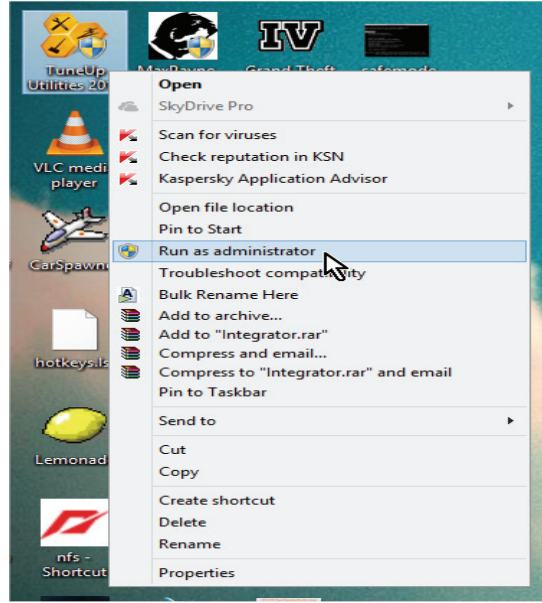 IV
TuneUp
Utilities 20
MaxPayne
Grand Theft
safemode
Open
SkyDrive Pro
Scan for viruses
Check reputation in KSN
Kaspersky Application Advisor
Open file location
Pin to Start
Run as administrator
Troubleshoot compatibility
Bulk Rename Here
Add to archive...
Add to "Integrator.rar"
Compress and email...
Compress to "Integrator.rar" and email
Pin to Taskbar
Send to
Cut
Copy
Create shortcut
Delete
Rename
Properties
VLC medi
player
CarSpawn
hotkeys.ls
Lemonad
nfs -
Shortcut